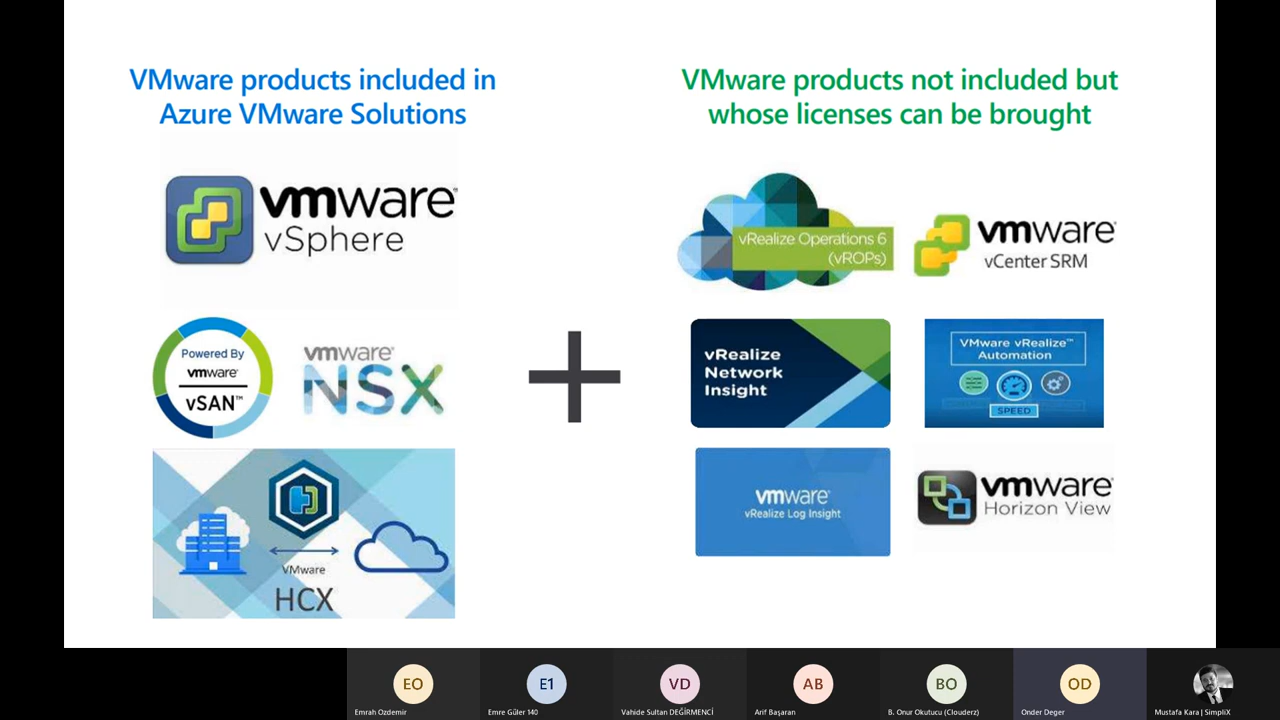 VMware products included in
Azure VMware Solutions
vmware®
vSphere
Powered By
vmware®
vSAN™
vmware®
NSX
VMware
HCX
VMware products not included but
whose licenses can be brought
vRealize Operations 6
(vROPs)
vmware®
vCenter SRM
vRealize
Network
Insight
VMware vRealize™
Automation
SPEED
vmware®
vRealize Log Insight
vmware®
Horizon View
EO
Emrah Ozdemir
E1
Emre Güler 140
VD
Vahide Sultan DEĞİRMENCİ
AB
Arif Başaran
BO
B. Onur Okutucu (Clouderz)
OD
Onder Deger
Mustafa Kara | SimpliX